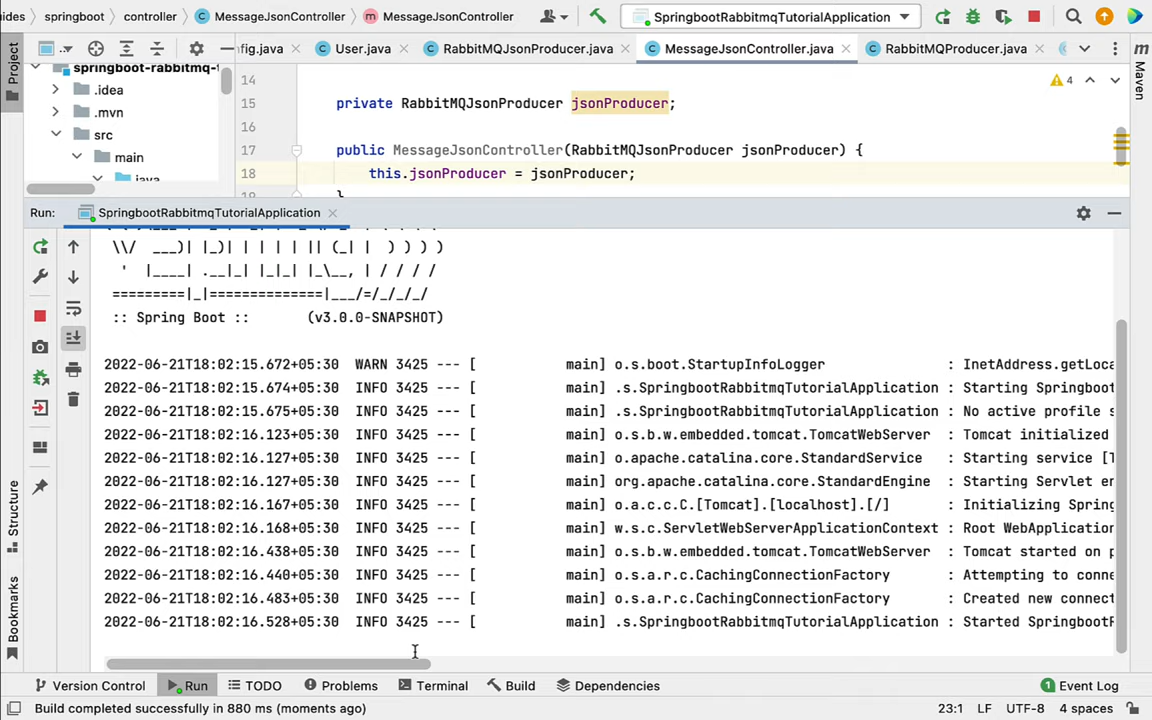 ides springboot controller MessageJsonController m MessageJsonController SpringbootRabbitmqTutorialApplication
Project fig.java User.java RabbitMQJsonProducer.java MessageJsonController.java RabbitMQProducer.java m Maven
springboot-rabbitmq-
.idea
.mvn
src
main
java
14
15 private RabbitMQJsonProducer jsonProducer;
4
16
17 public MessageJsonController(RabbitMQJsonProducer jsonProducer) {
18 this.jsonProducer = jsonProducer;
19 }
Run: SpringbootRabbitmqTutorialApplication
\\/  ___)| |_)| | | | | || (_| |  ) ) ) )
'  |____| .__|_| |_|_| |_\__, | / / / /
=========|_|==============|___/=/_/_/_/
:: Spring Boot :: (v3.0.0-SNAPSHOT)
2022-06-21T18:02:15.672+05:30 WARN 3425 --- [ main] o.s.boot.StartupInfoLogger : InetAddress.getLoca
2022-06-21T18:02:15.674+05:30 INFO 3425 --- [ main] .s.SpringbootRabbitmqTutorialApplication : Starting Springboot
2022-06-21T18:02:15.675+05:30 INFO 3425 --- [ main] .s.SpringbootRabbitmqTutorialApplication : No active profile s
2022-06-21T18:02:16.123+05:30 INFO 3425 --- [ main] o.s.b.w.embedded.tomcat.TomcatWebServer : Tomcat initialized
2022-06-21T18:02:16.127+05:30 INFO 3425 --- [ main] o.apache.catalina.core.StandardService : Starting service [T
2022-06-21T18:02:16.127+05:30 INFO 3425 --- [ main] org.apache.catalina.core.StandardEngine : Starting Servlet en
2022-06-21T18:02:16.167+05:30 INFO 3425 --- [ main] o.a.c.c.C.[Tomcat].[localhost].[/] : Initializing Spring
2022-06-21T18:02:16.168+05:30 INFO 3425 --- [ main] w.s.c.ServletWebServerApplicationContext : Root WebApplication
2022-06-21T18:02:16.438+05:30 INFO 3425 --- [ main] o.s.b.w.embedded.tomcat.TomcatWebServer : Tomcat started on p
2022-06-21T18:02:16.440+05:30 INFO 3425 --- [ main] o.s.a.r.c.CachingConnectionFactory : Attempting to conne
2022-06-21T18:02:16.483+05:30 INFO 3425 --- [ main] o.s.a.r.c.CachingConnectionFactory : Created new connect
2022-06-21T18:02:16.528+05:30 INFO 3425 --- [ main] .s.SpringbootRabbitmqTutorialApplication : Started SpringbootR
Structure
Bookmarks
Version Control Run TODO Problems Terminal Build Dependencies 1 Event Log
Build completed successfully in 880 ms (moments ago) 23:1 LF UTF-8 4 spaces